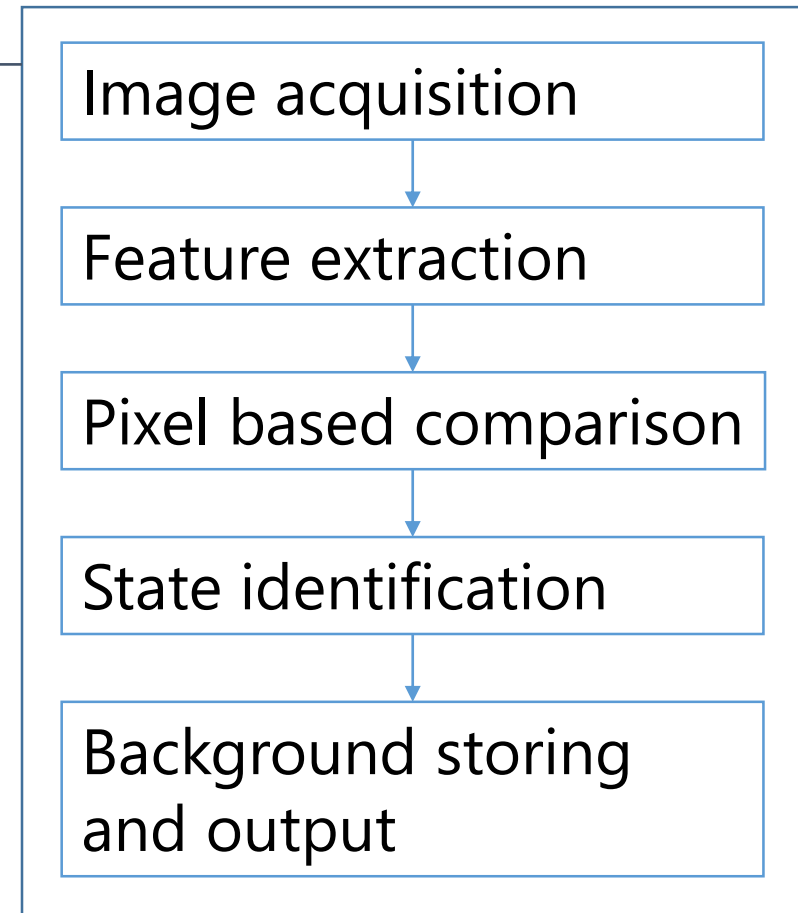 Image acquisition
Feature extraction
Pixel based comparison
State identification
Background storing
and output